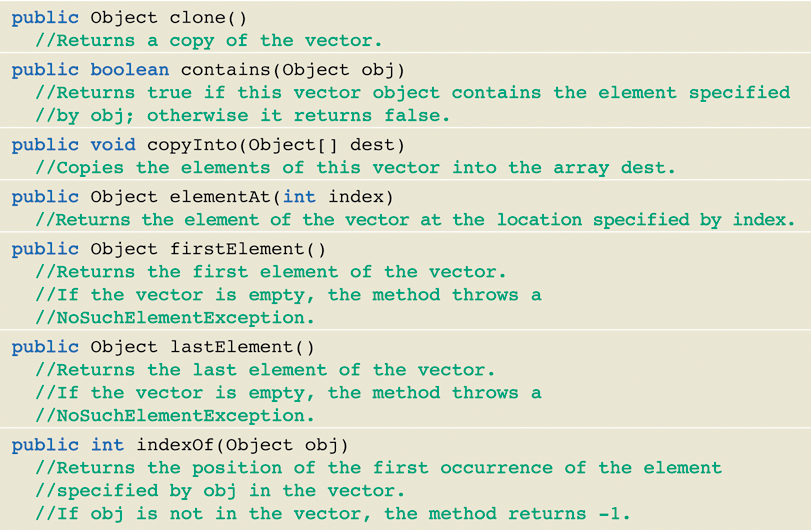 public Object clone()
//Returns a copy of the vector.
public boolean contains(Object obj)
//Returns true if this vector object contains the element specified
//by obj; otherwise it returns false.
public void copyInto(Object[] dest)
//Copies the elements of this vector into the array dest.
public Object elementAt(int index)
//Returns the element of the vector at the location specified by index.
public Object firstElement()
//Returns the first element of the vector.
//If the vector is empty, the method throws a
//NoSuchElementException.
public Object lastElement()
//Returns the last element of the vector.
//If the vector is empty, the method throws a
//NoSuchElementException.
public int indexOf(Object obj)
//Returns the position of the first occurrence of the element
//specified by obj in the vector.
//If obj is not in the vector, the method returns -1.